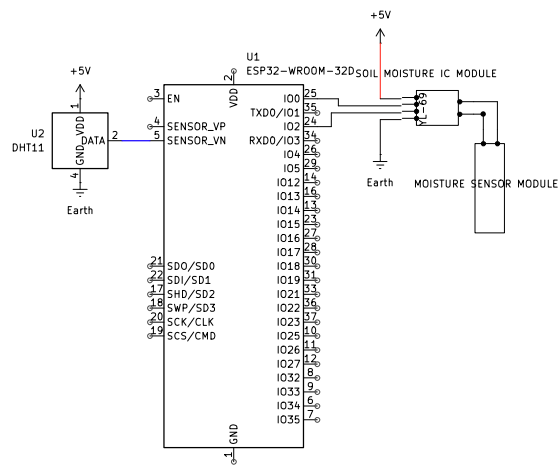 +5V
U1
ESP32-WROOM-32D
SOIL MOISTURE IC MODULE
+5V
2
VDD
3 EN
IO0 25
TXD0/IO1 35
YL-69
1
VDD
U2
DHT11
DATA 2
GND
4
Earth
4 SENSOR_VP
5 SENSOR_VN
IO2 24
RXD0/IO3 34
IO4 26
IO5 29
Earth
IO12 14
MOISTURE SENSOR MODULE
IO13 16
IO14 13
IO15 23
IO16 27
IO17 28
21 SDO/SD0
IO18 30
22 SDI/SD1
IO19 31
17 SHD/SD2
IO21 33
18 SWP/SD3
IO22 36
20 SCK/CLK
IO23 37
19 SCS/CMD
IO25 10
IO26 11
IO27 12
IO32 8
IO33 9
IO34 6
IO35 7
GND
1